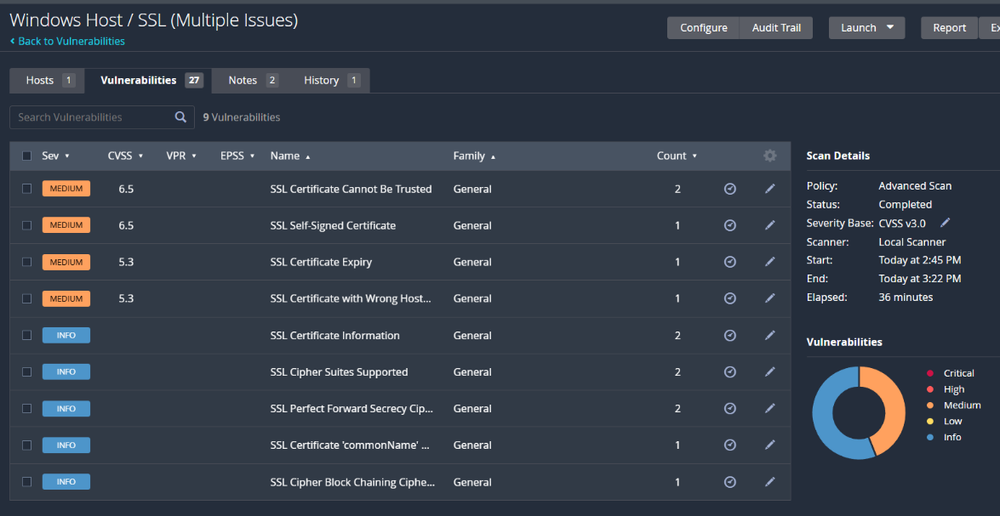 Windows Host / SSL (Multiple Issues)
Back to Vulnerabilities
Configure Audit Trail Launch Report
Hosts 1 Vulnerabilities 27 Notes 2 History 1
Search Vulnerabilities 9 Vulnerabilities
Sev CVSS VPR EPSS Name Family Count
MEDIUM 6.5 SSL Certificate Cannot Be Trusted General 2
MEDIUM 6.5 SSL Self-Signed Certificate General 1
MEDIUM 5.3 SSL Certificate Expiry General 1
MEDIUM 5.3 SSL Certificate with Wrong Host... General 1
INFO SSL Certificate Information General 2
INFO SSL Cipher Suites Supported General 2
INFO SSL Perfect Forward Secrecy Cip... General 2
INFO SSL Certificate 'commonName' ... General 1
INFO SSL Cipher Block Chaining Ciphe... General 1
Scan Details
Policy: Advanced Scan
Status: Completed
Severity Base: CVSS v3.0
Scanner: Local Scanner
Start: Today at 2:45 PM
End: Today at 3:22 PM
Elapsed: 36 minutes
Vulnerabilities
Critical
High
Medium
Low
Info